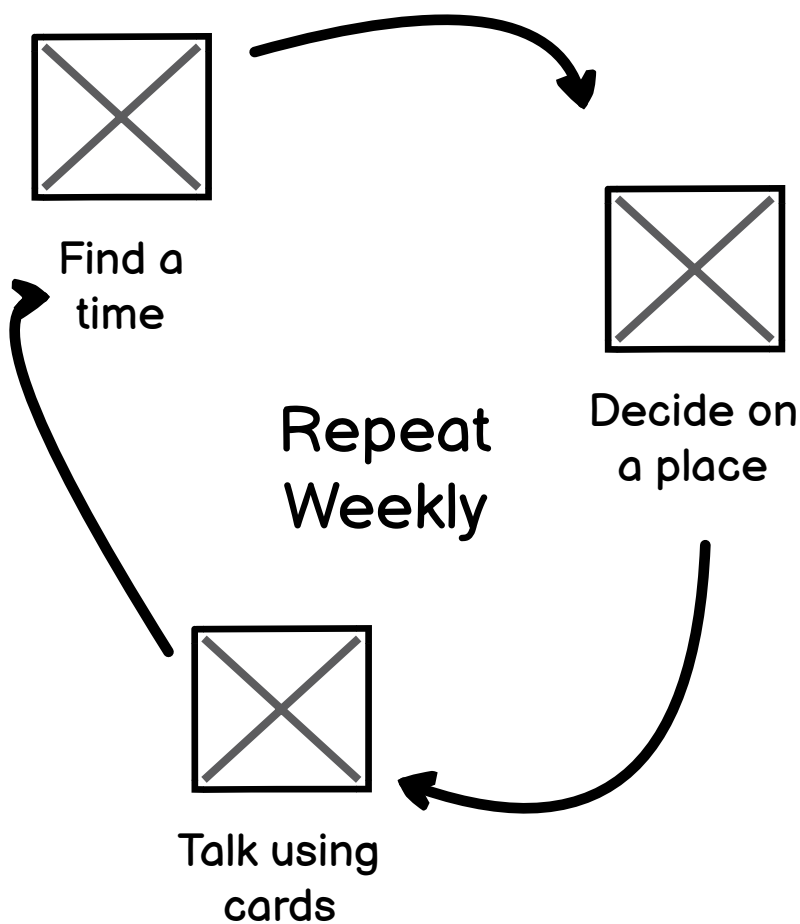 Find a
time
Decide on
a place
Repeat
Weekly
Talk using
cards